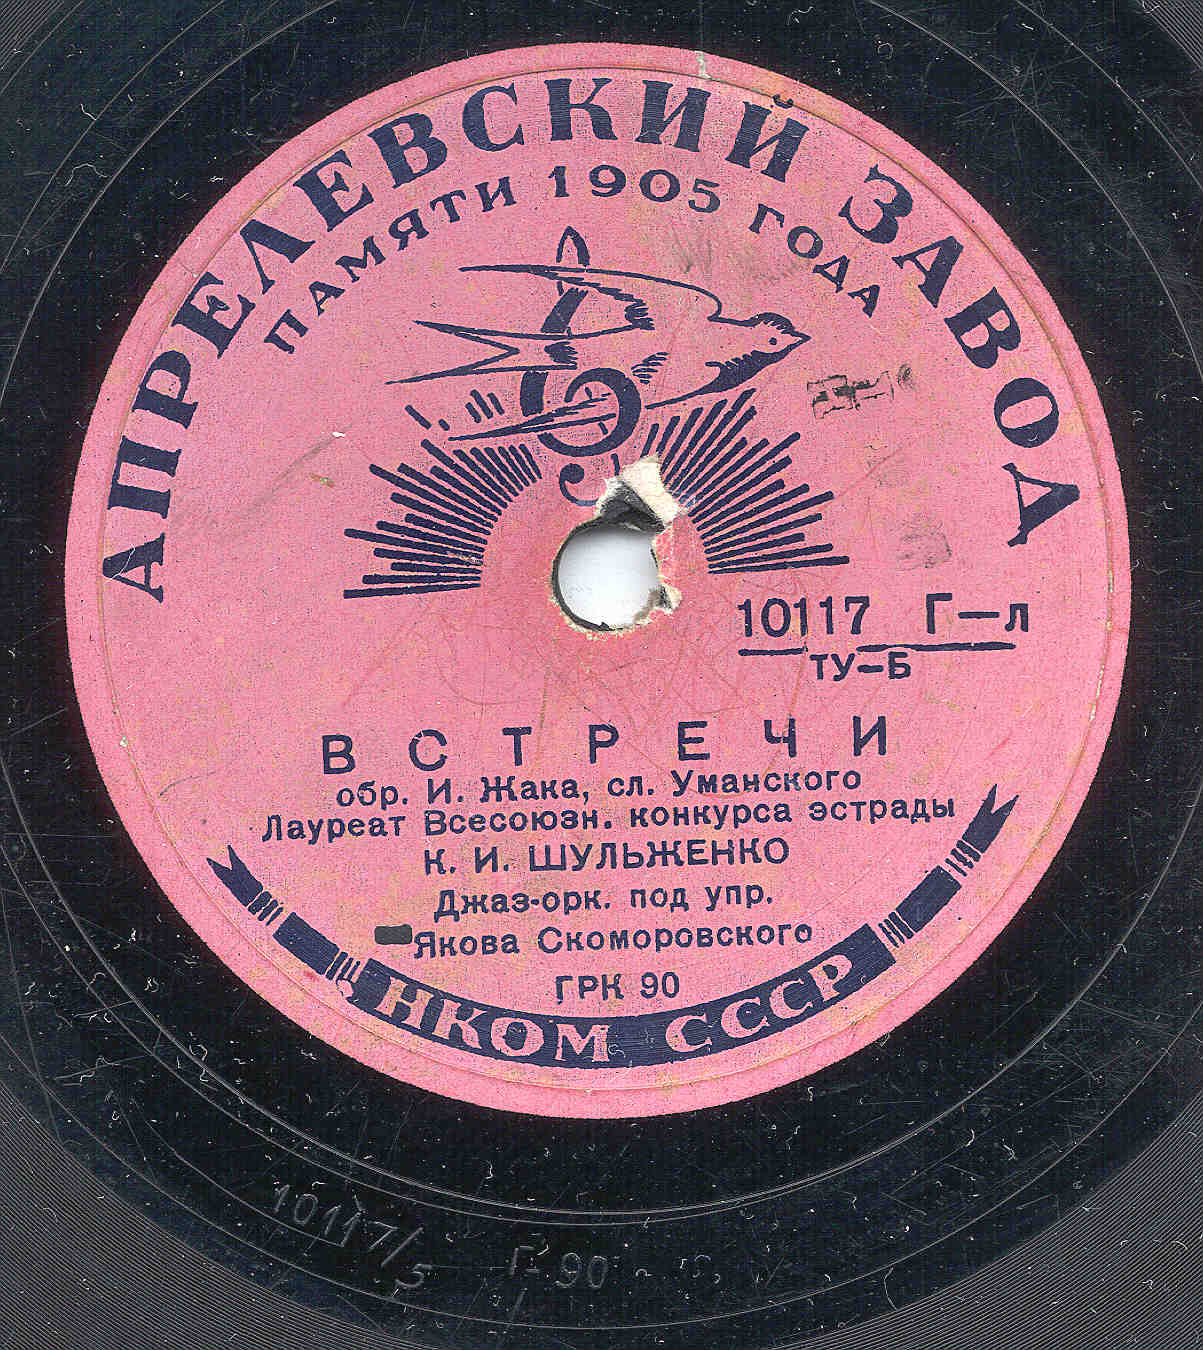 АПРЕЛЕВСКИЙ ЗАВОД
ПАМЯТИ 1905 ГОДА
10117 Г—л
ТУ—Б
ВСТРЕЧИ
обр. И. Жака, сл. Уманского
Лауреат Всесоюзн. конкурса эстрады
К. И. ШУЛЬЖЕНКО
Джаз-орк. под упр.
Якова Скоморовского
ГРК 90
НКОМ СССР
10117/5 Г-90